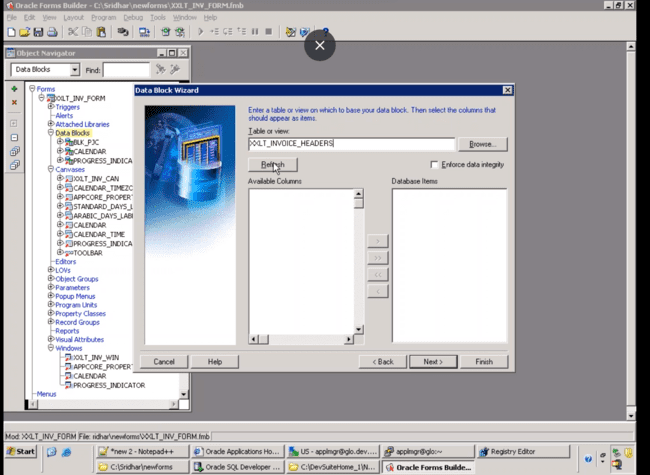 Oracle Forms Builder - C:\Sridhar\newforms\XXLT_INV_FORM.fmb
File Edit View Layout Program Debug Tools Window Help
Object Navigator
Data Blocks Find:
Forms
XXLT_INV_FORM
Triggers
Alerts
Attached Libraries
Data Blocks
BLK_PJC
CALENDAR
PROGRESS_INDICA
Canvases
XXLT_INV_CAN
CALENDAR_TIMEZO
APPCORE_PROPERT
STANDARD_DAYS_L
ARABIC_DAYS_LABE
CALENDAR
CALENDAR_TIME
PROGRESS_INDICA
TOOLBAR
Editors
LOVs
Object Groups
Parameters
Popup Menus
Program Units
Property Classes
Record Groups
Reports
Visual Attributes
Windows
XXLT_INV_WIN
APPCORE_PROPERT
CALENDAR
PROGRESS_INDICATOR
Menus
Data Block Wizard
Enter a table or view on which to base your data block. Then select the columns that
should appear as items.
Table or view:
XXLT_INVOICE_HEADERS Browse...
Refresh Enforce data integrity
Available Columns Database Items
>
>>
<<
<
Cancel Help < Back Next > Finish
Mod: XXLT_INV_FORM File: ridhar\newforms\XXLT_INV_FORM.fmb
Start *new 2 - Notepad++ Oracle Applications Ho... US - applmgr@glo.dev.... applmgr@glo:~ Registry Editor
C:\Sridhar\newforms Oracle SQL Developer ... C:\DevSuiteHome_1\N... Oracle Forms Builde...